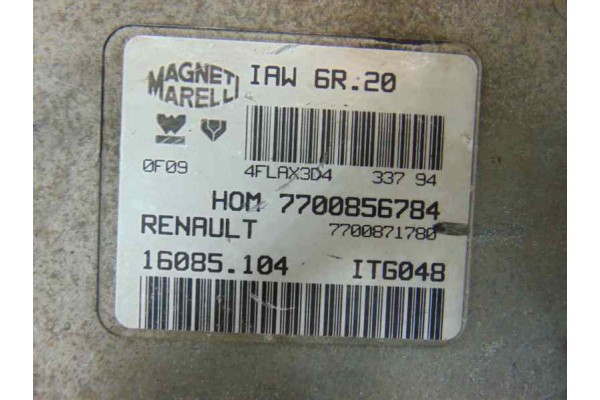 MAGNETI MARELLI IAW 6R.20
0F09 4FLAX3D4 337 94
HOM 7700856784
RENAULT 7700871780
16085.104 ITG048